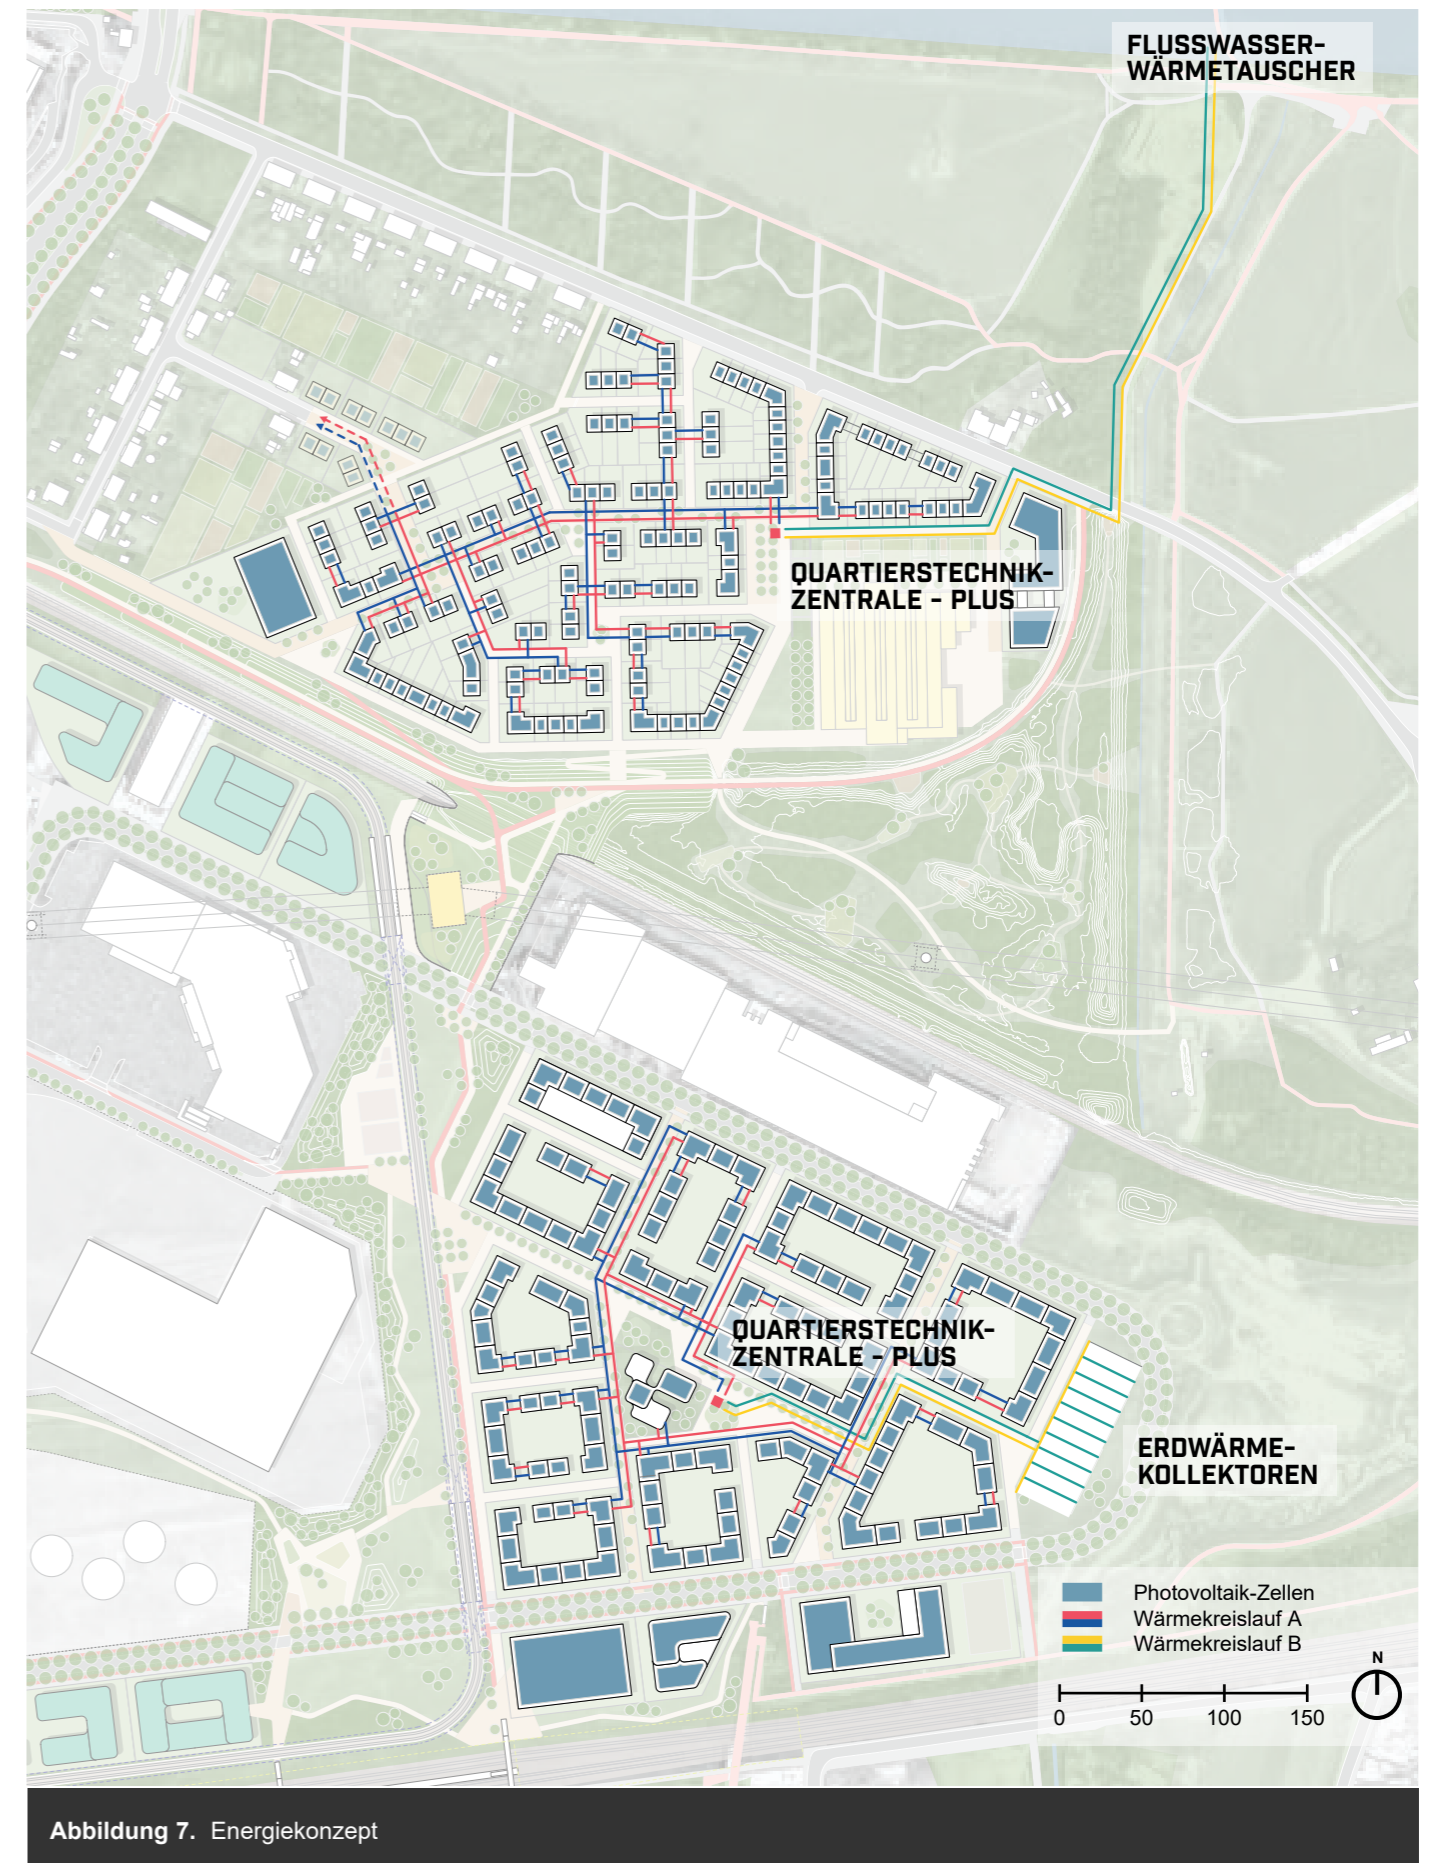 FLUSSWASSER-
WÄRMETAUSCHER
QUARTIERSTECHNIK-
ZENTRALE - PLUS
QUARTIERSTECHNIK-
ZENTRALE - PLUS
ERDWÄRME-
KOLLEKTOREN
Photovoltaik-Zellen
Wärmekreislauf A
Wärmekreislauf B
N
0 50 100 150
Abbildung 7. Energiekonzept